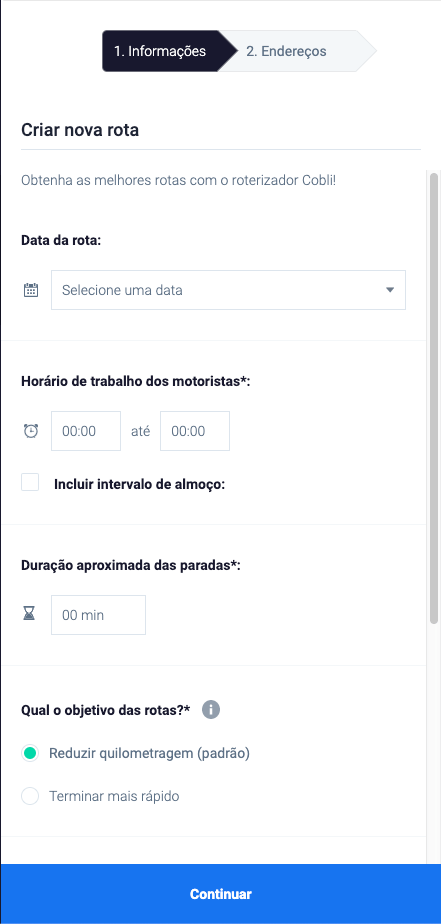 1. Informações
2. Endereços
Criar nova rota
Obtenha as melhores rotas com o roterizador Cobli!
Data da rota:
Selecione uma data
Horário de trabalho dos motoristas*:
00:00 até 00:00
Incluir intervalo de almoço:
Duração aproximada das paradas*:
00 min
Qual o objetivo das rotas?*
Reduzir quilometragem (padrão)
Terminar mais rápido
Continuar